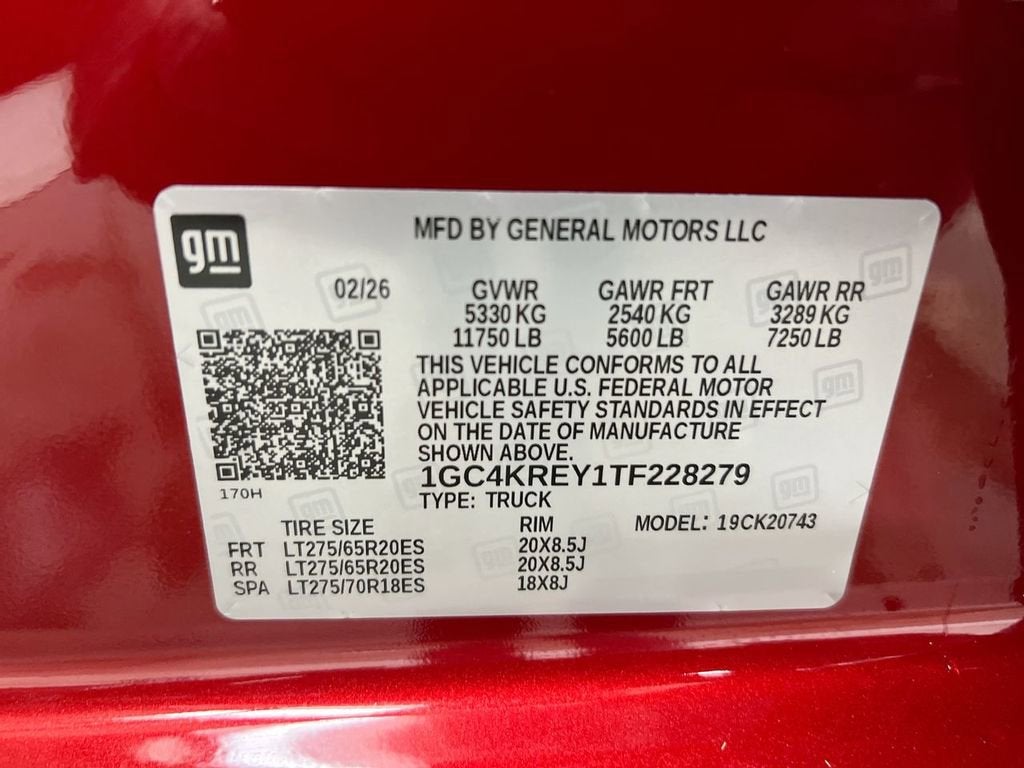 gm
MFD BY GENERAL MOTORS LLC
02/26 GVWR GAWR FRT GAWR RR
5330 KG 2540 KG 3289 KG
11750 LB 5600 LB 7250 LB
THIS VEHICLE CONFORMS TO ALL
APPLICABLE U.S. FEDERAL MOTOR
VEHICLE SAFETY STANDARDS IN EFFECT
ON THE DATE OF MANUFACTURE
SHOWN ABOVE.
1GC4KREY1TF228279
170H
TYPE: TRUCK
TIRE SIZE RIM MODEL: 19CK20743
FRT LT275/65R20ES 20X8.5J
RR LT275/65R20ES 20X8.5J
SPA LT275/70R18ES 18X8J